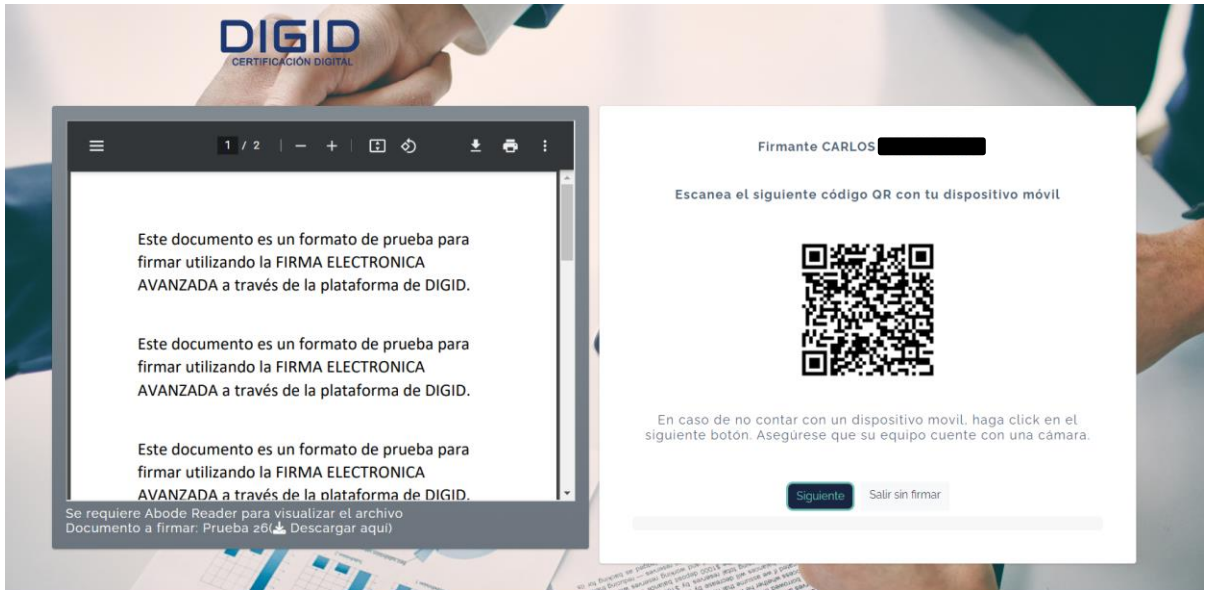 DIGID
CERTIFICACIÓN DIGITAL
1 / 2
Este documento es un formato de prueba para
firmar utilizando la FIRMA ELECTRONICA
AVANZADA a través de la plataforma de DIGID.
Este documento es un formato de prueba para
firmar utilizando la FIRMA ELECTRONICA
AVANZADA a través de la plataforma de DIGID.
Este documento es un formato de prueba para
firmar utilizando la FIRMA ELECTRONICA
AVANZADA a través de la plataforma de DIGID.
Se requiere Abode Reader para visualizar el archivo
Documento a firmar: Prueba 26( Descargar aquí)
Firmante CARLOS
Escanea el siguiente código QR con tu dispositivo móvil
En caso de no contar con un dispositivo movil, haga click en el
siguiente botón. Asegúrese que su equipo cuente con una cámara.
Siguiente
Salir sin firmar